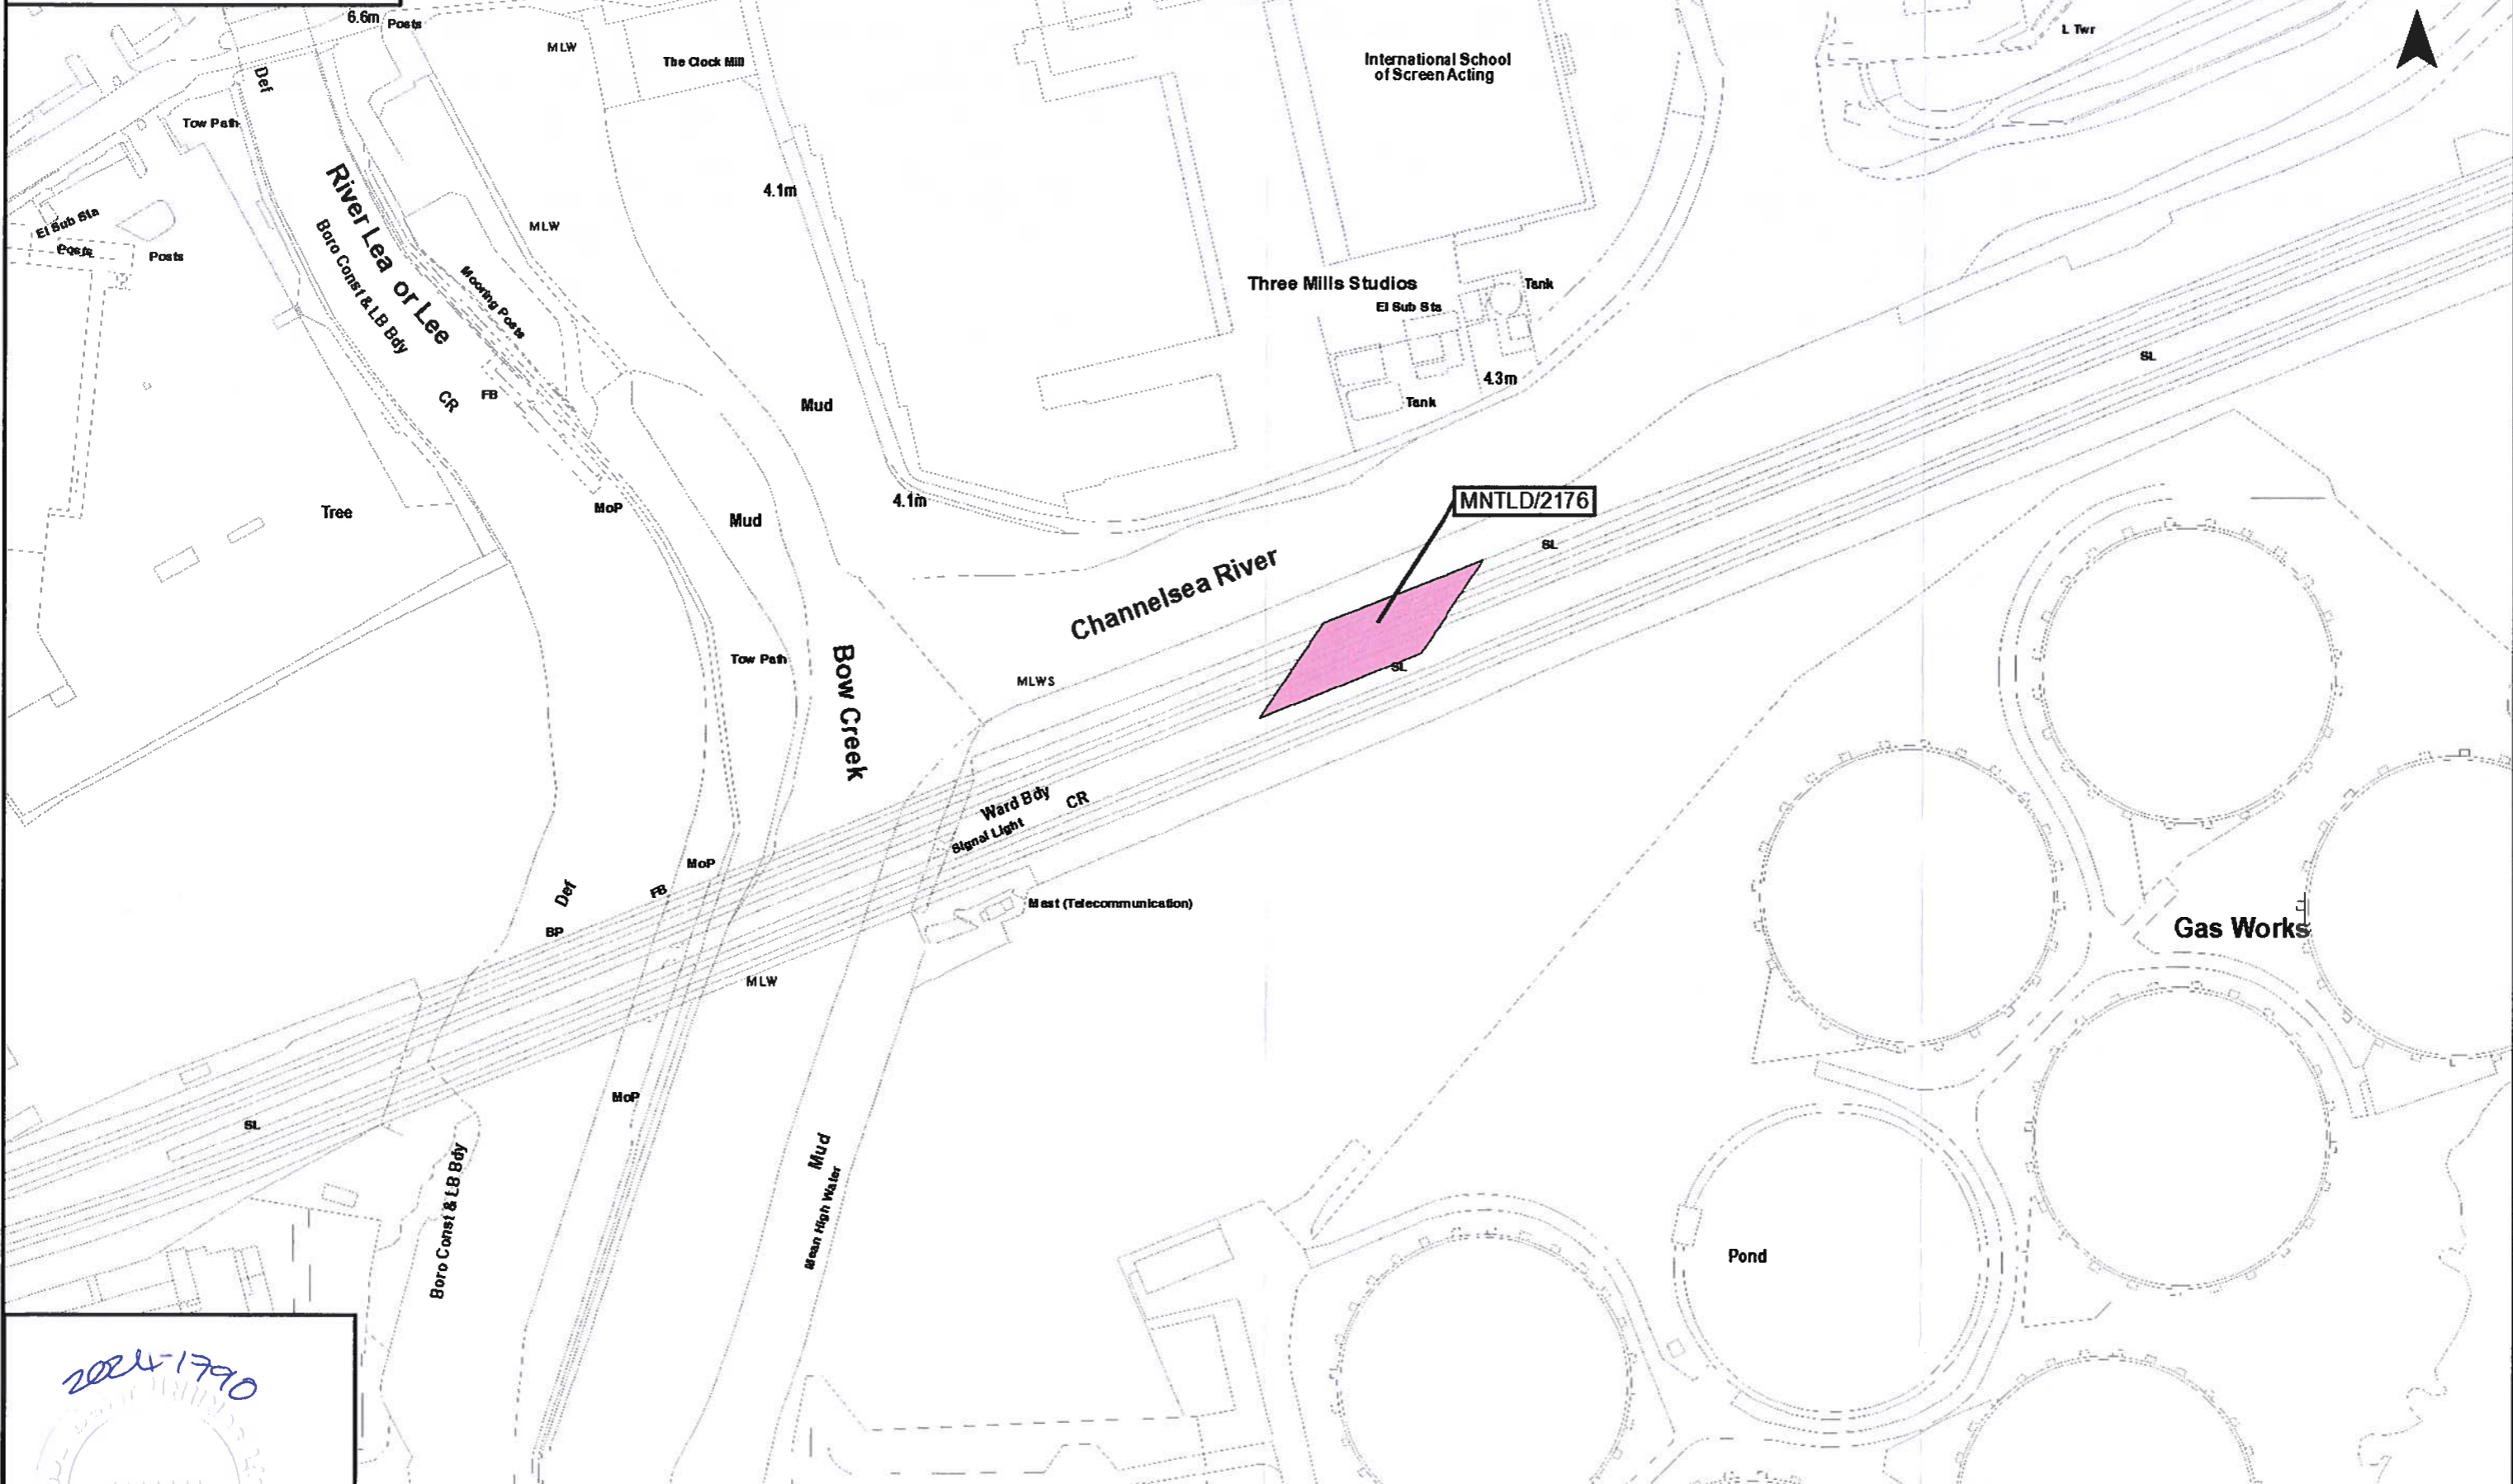 6.6m
Posts
Def
MLW
The Clock Mill
International School
of Screen Acting
L Twr
Tow Path
4.1m
El Sub Sta
Posts
Posts
River Lea or Lee
Boro Const & LB Bdy
MLW
Mooring Posts
Three Mills Studios
El Sub Sta
Tank
SL
4.3m
Tank
CR
FB
Mud
MNTLD/2176
4.1m
Tree
MoP
Mud
SL
Channelsea River
Tow Path
SL
MLWS
Bow Creek
Ward Bdy
CR
Signal Light
MoP
Def
FB
Mast (Telecommunication)
BP
Gas Works
MLW
MoP
SL
Mud
Boro Const & LB Bdy
Mean High Water
Pond
2024-1790